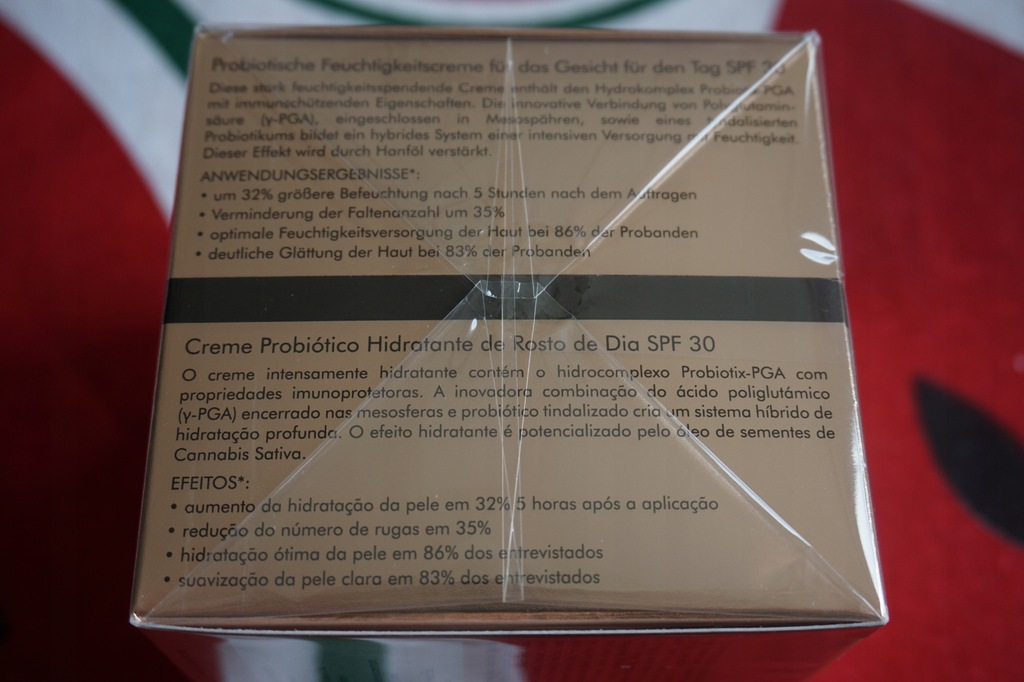 Probiotische Feuchtigkeitscreme für das Gesicht für den Tag SPF 30
Diese stark feuchtigkeitsspendende Creme enthält den Hydrokomplex Probiotix-PGA
mit immunschützenden Eigenschaften. Die innovative Verbindung von Polyglutamin-
säure (γ-PGA), eingeschlossen in Mesosphären, sowie eines tindalisierten
Probiotikums bildet ein hybrides System einer intensiven Versorgung mit Feuchtigkeit.
Dieser Effekt wird durch Hanföl verstärkt.
ANWENDUNGSERGEBNISSE*:
• um 32% größere Befeuchtung nach 5 Stunden nach dem Auftragen
• Verminderung der Faltenanzahl um 35%
• optimale Feuchtigkeitsversorgung der Haut bei 86% der Probanden
• deutliche Glättung der Haut bei 83% der Probanden
Creme Probiótico Hidratante de Rosto de Dia SPF 30
O creme intensamente hidratante contém o hidrocomplexo Probiotix-PGA com
propriedades imunoprotetoras. A inovadora combinação do ácido poliglutámico
(γ-PGA) encerrado nas mesosferas e probiótico tindalizado cria um sistema híbrido de
hidratação profunda. O efeito hidratante é potencializado pelo óleo de sementes de
Cannabis Sativa.
EFEITOS*:
• aumento da hidratação da pele em 32% 5 horas após a aplicação
• redução do número de rugas em 35%
• hidratação ótima da pele em 86% dos entrevistados
• suavização da pele clara em 83% dos entrevistados